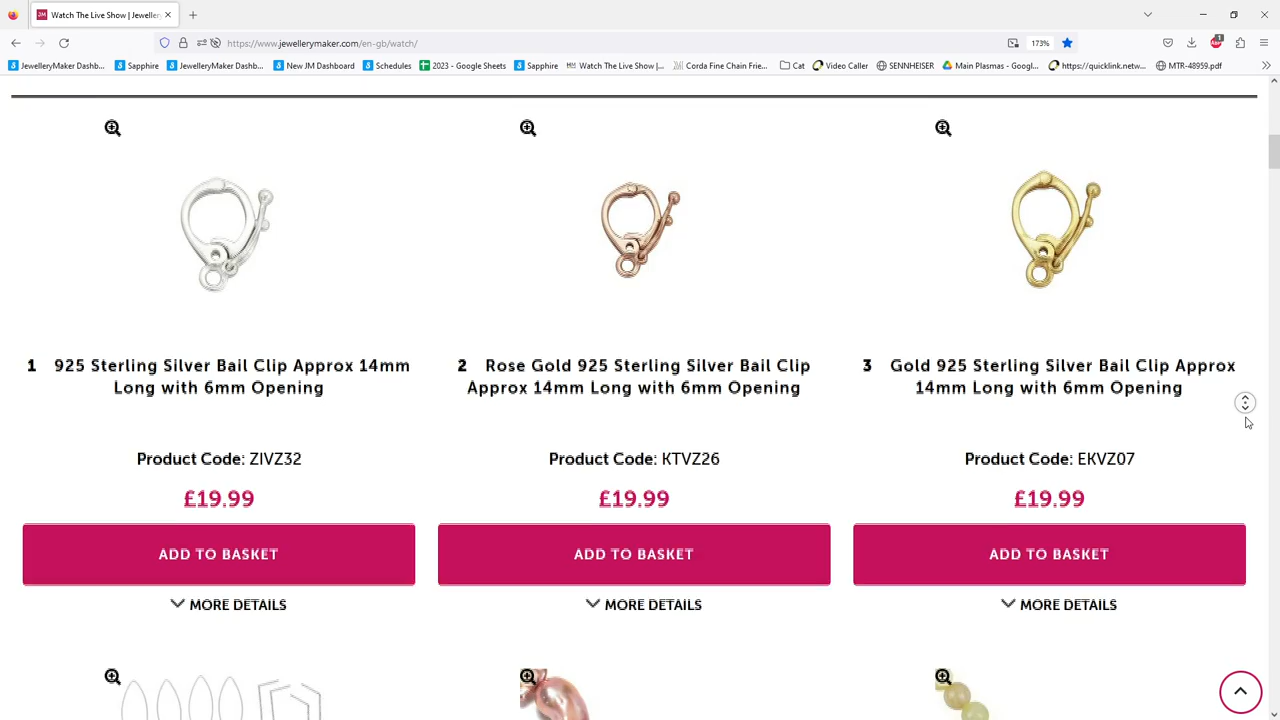 Watch The Live Show | Jeweller
https://www.jewellerymaker.com/en-gb/watch/
173%
1
JewelleryMaker Dashb...
Sapphire
JewelleryMaker Dashb...
New JM Dashboard
Schedules
2023 - Google Sheets
Sapphire
Watch The Live Show |...
Corda Fine Chain Frie...
Cat
Video Caller
SENNHEISER
Main Plasmas - Googl...
https://quicklink.netw...
MTR-48959.pdf
1 925 Sterling Silver Bail Clip Approx 14mm
Long with 6mm Opening
Product Code: ZIVZ32
£19.99
ADD TO BASKET
MORE DETAILS
2 Rose Gold 925 Sterling Silver Bail Clip
Approx 14mm Long with 6mm Opening
Product Code: KTVZ26
£19.99
ADD TO BASKET
MORE DETAILS
3 Gold 925 Sterling Silver Bail Clip Approx
14mm Long with 6mm Opening
Product Code: EKVZ07
£19.99
ADD TO BASKET
MORE DETAILS